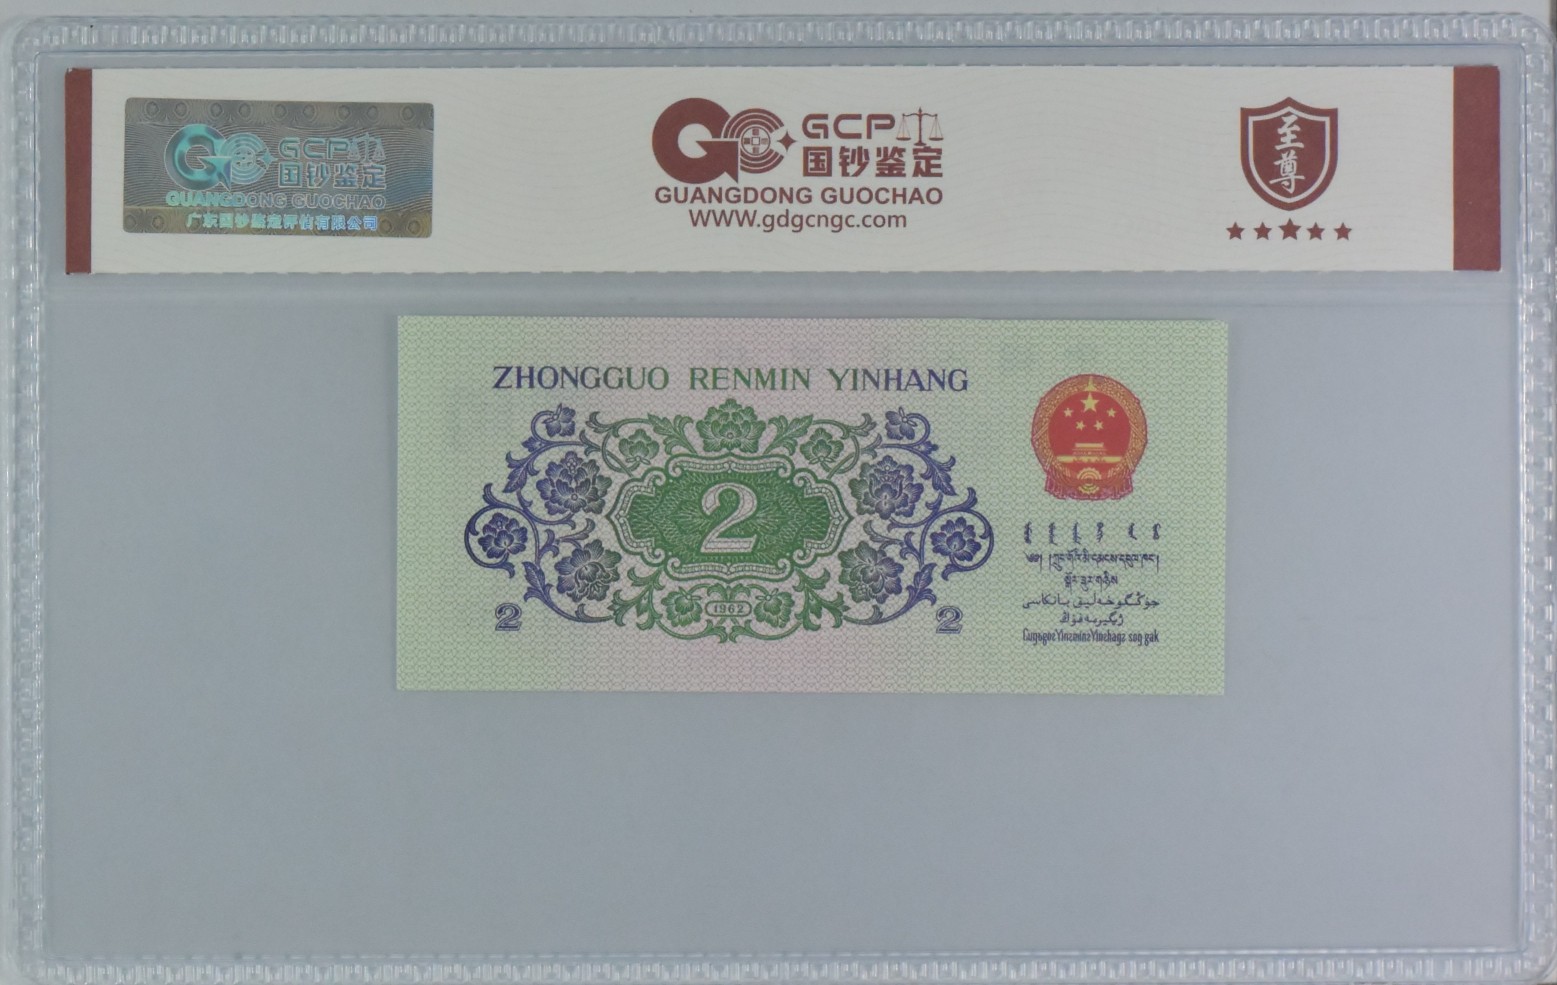 GCP
国钞鉴定
GUANGDONG GUOCHAO
广东国钞鉴定评估有限公司
GCP
国钞鉴定
GUANGDONG GUOCHAO
WWW.gdgcngc.com
至尊
ZHONGGUO RENMIN YINHANG
2
1962
2
2
جۇڭگوخەلىق بانكاسى